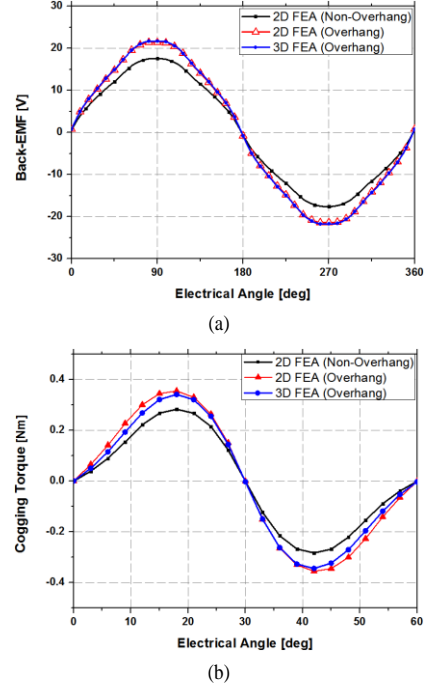 2D FEA (Non-Overhang)
2D FEA (Overhang)
3D FEA (Overhang)
Back-EMF [V]
30
20
10
0
-10
-20
-30
0
90
180
270
360
Electrical Angle [deg]
(a)
2D FEA (Non-Overhang)
2D FEA (Overhang)
3D FEA (Overhang)
Cogging Torque [Nm]
0.4
0.2
0.0
-0.2
-0.4
0
10
20
30
40
50
60
Electrical Angle [deg]
(b)